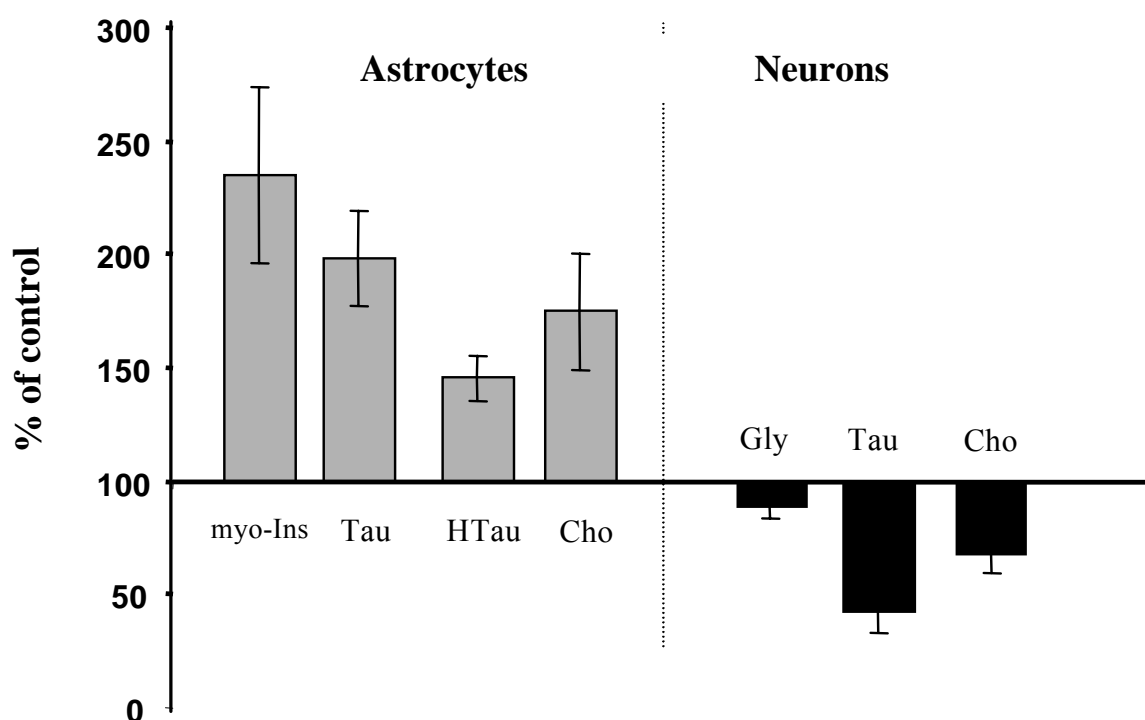 300
Astrocytes Neurons
250
200
150
Gly Tau Cho
100
myo-Ins Tau HTau Cho
50
0
% of control